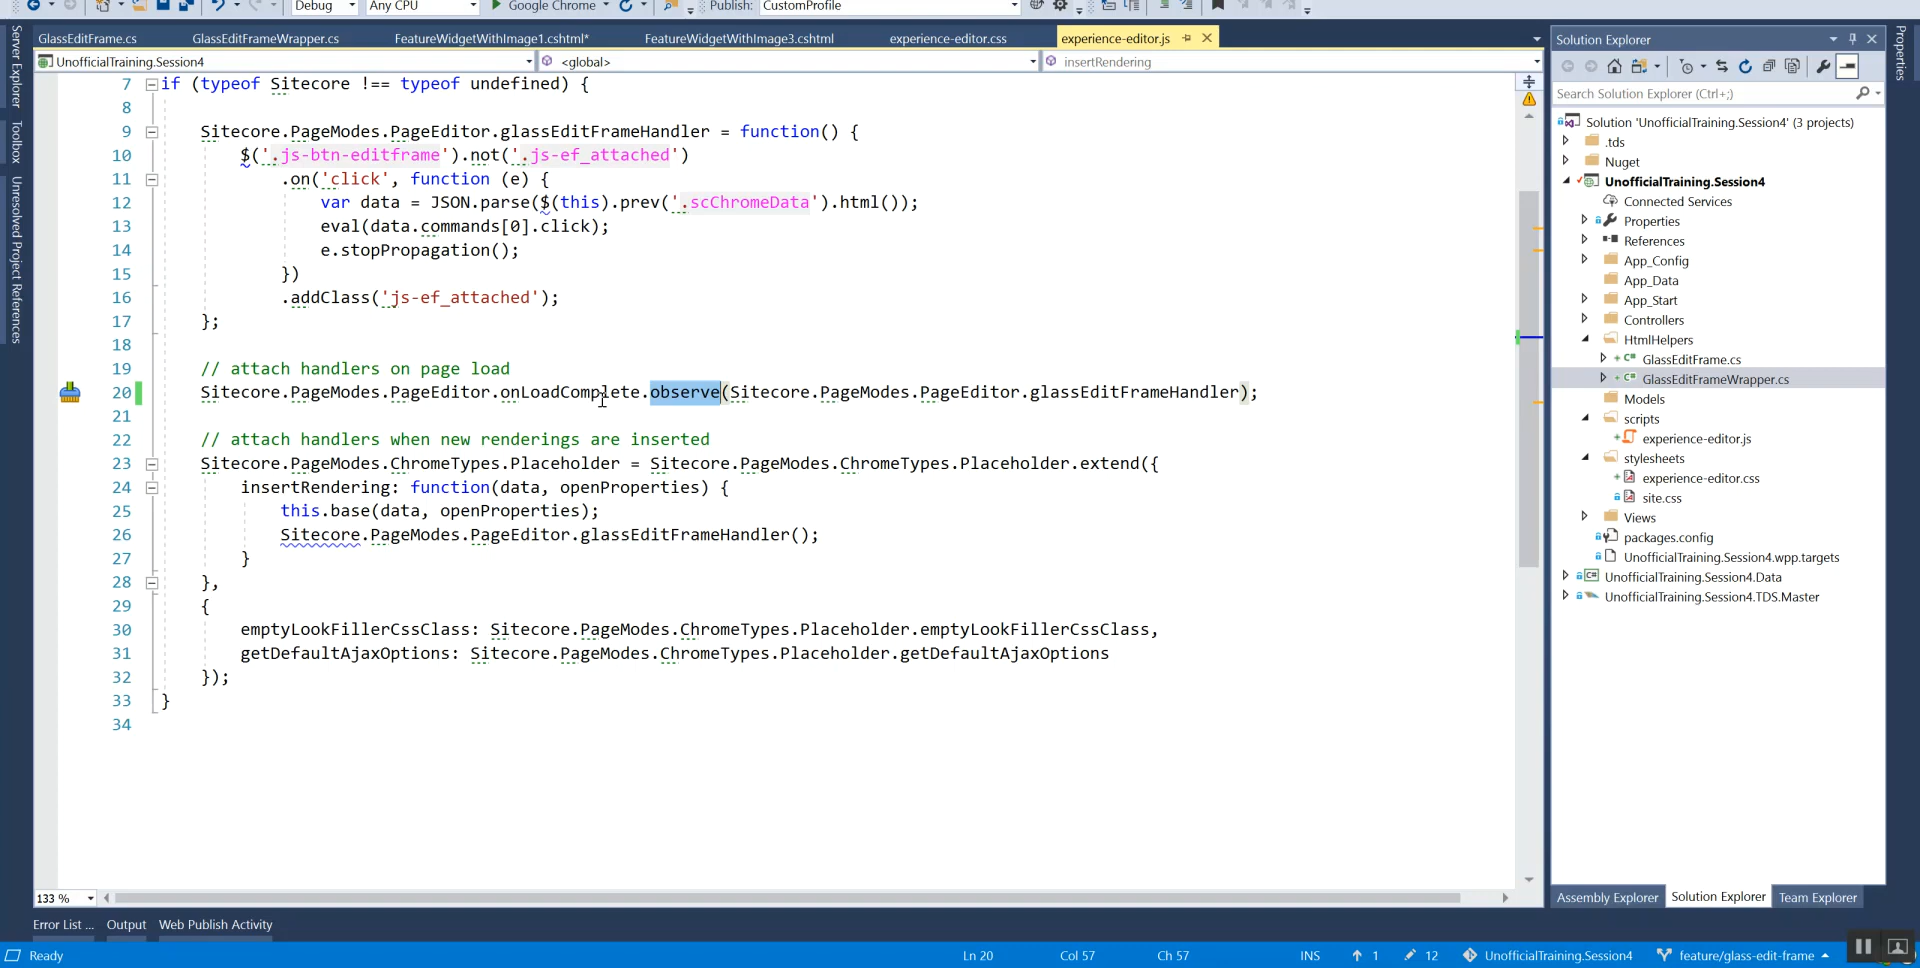 Debug Any CPU Google Chrome Publish: CustomProfile
GlassEditFrame.cs GlassEditFrameWrapper.cs FeatureWidgetWithImage1.cshtml* FeatureWidgetWithImage3.cshtml experience-editor.css experience-editor.js
UnofficialTraining.Session4 <global> insertRendering
7 if (typeof Sitecore !== typeof undefined) {
8
9 Sitecore.PageModes.PageEditor.glassEditFrameHandler = function() {
10 $('.js-btn-editframe').not('.js-ef_attached')
11 .on('click', function (e) {
12 var data = JSON.parse($(this).prev('.scChromeData').html());
13 eval(data.commands[0].click);
14 e.stopPropagation();
15 })
16 .addClass('js-ef_attached');
17 };
18
19 // attach handlers on page load
20 Sitecore.PageModes.PageEditor.onLoadComplete.observe(Sitecore.PageModes.PageEditor.glassEditFrameHandler);
21
22 // attach handlers when new renderings are inserted
23 Sitecore.PageModes.ChromeTypes.Placeholder = Sitecore.PageModes.ChromeTypes.Placeholder.extend({
24 insertRendering: function(data, openProperties) {
25 this.base(data, openProperties);
26 Sitecore.PageModes.PageEditor.glassEditFrameHandler();
27 }
28 },
29 {
30 emptyLookFillerCssClass: Sitecore.PageModes.ChromeTypes.Placeholder.emptyLookFillerCssClass,
31 getDefaultAjaxOptions: Sitecore.PageModes.ChromeTypes.Placeholder.getDefaultAjaxOptions
32 });
33 }
34
133 %
Error List ... Output Web Publish Activity
Ready Ln 20 Col 57 Ch 57 INS 1 12 UnofficialTraining.Session4 feature/glass-edit-frame
Server Explorer
Toolbox
Unresolved Project References
Properties
Solution Explorer
Search Solution Explorer (Ctrl+;)
Solution 'UnofficialTraining.Session4' (3 projects)
.tds
Nuget
UnofficialTraining.Session4
Connected Services
Properties
References
App_Config
App_Data
App_Start
Controllers
HtmlHelpers
GlassEditFrame.cs
GlassEditFrameWrapper.cs
Models
scripts
experience-editor.js
stylesheets
experience-editor.css
site.css
Views
packages.config
UnofficialTraining.Session4.wpp.targets
UnofficialTraining.Session4.Data
UnofficialTraining.Session4.TDS.Master
Assembly Explorer Solution Explorer Team Explorer